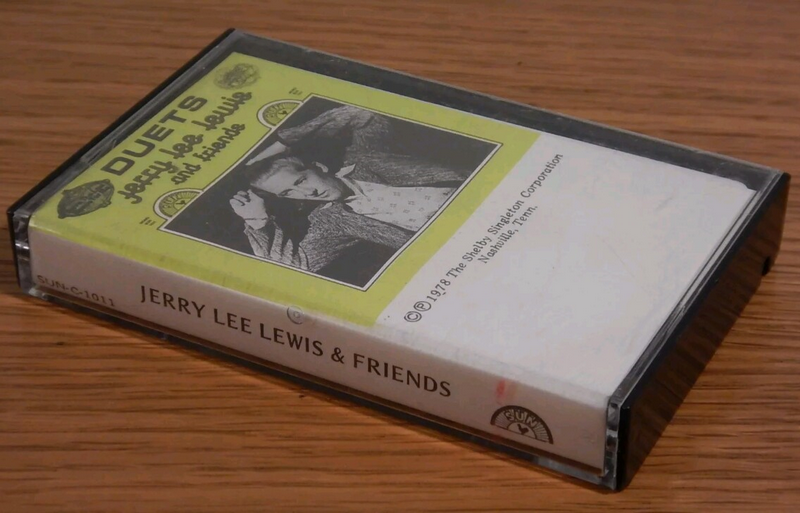 DUETS
Jerry Lee Lewis
and friends
©℗1978 The Shelby Singleton Corporation
Nashville, Tenn.
SUN-C-1011
JERRY LEE LEWIS & FRIENDS
SUN